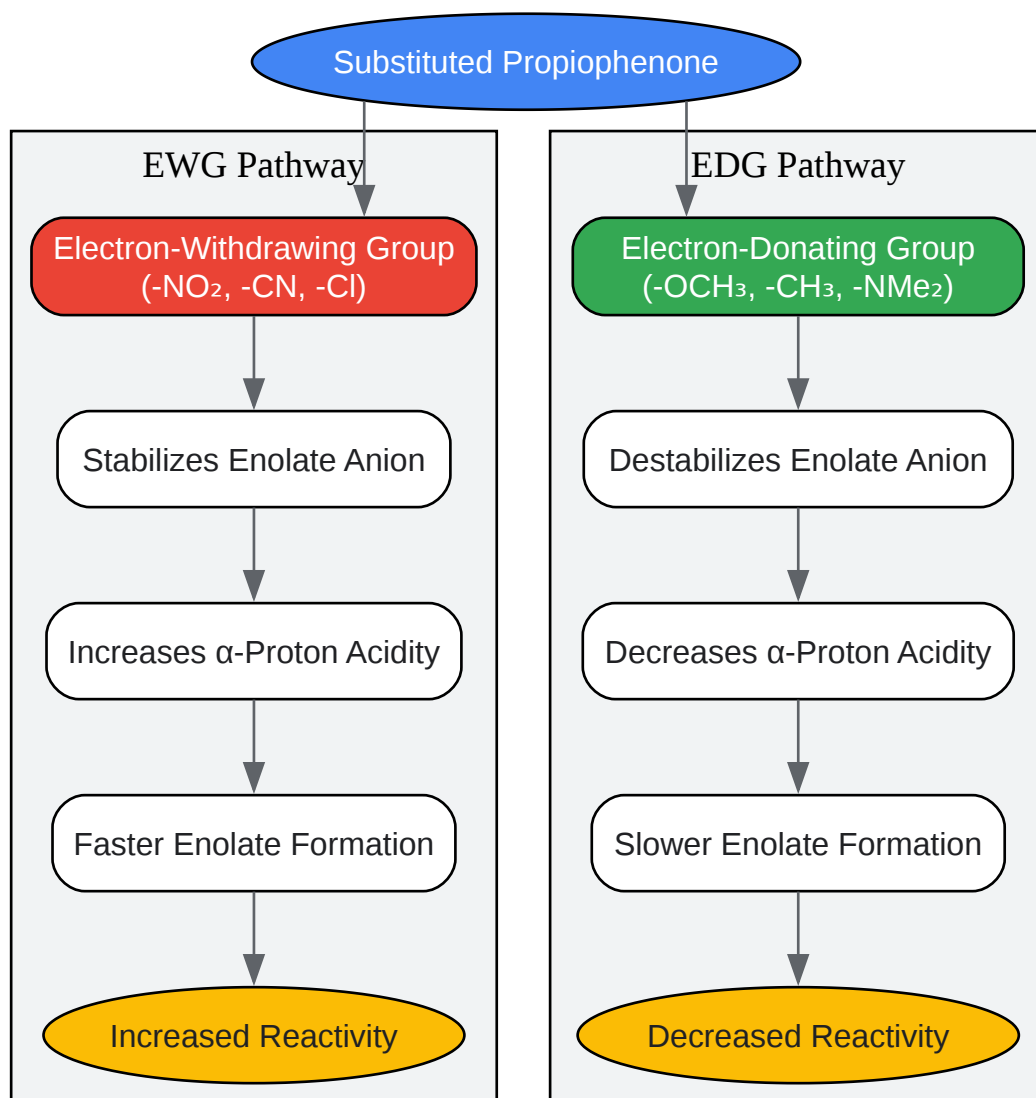 Substituted Propiophenone
EWG Pathway
Electron-Withdrawing Group
(-NO₂, -CN, -Cl)
Stabilizes Enolate Anion
Increases α-Proton Acidity
Faster Enolate Formation
Increased Reactivity
EDG Pathway
Electron-Donating Group
(-OCH₃, -CH₃, -NMe₂)
Destabilizes Enolate Anion
Decreases α-Proton Acidity
Slower Enolate Formation
Decreased Reactivity